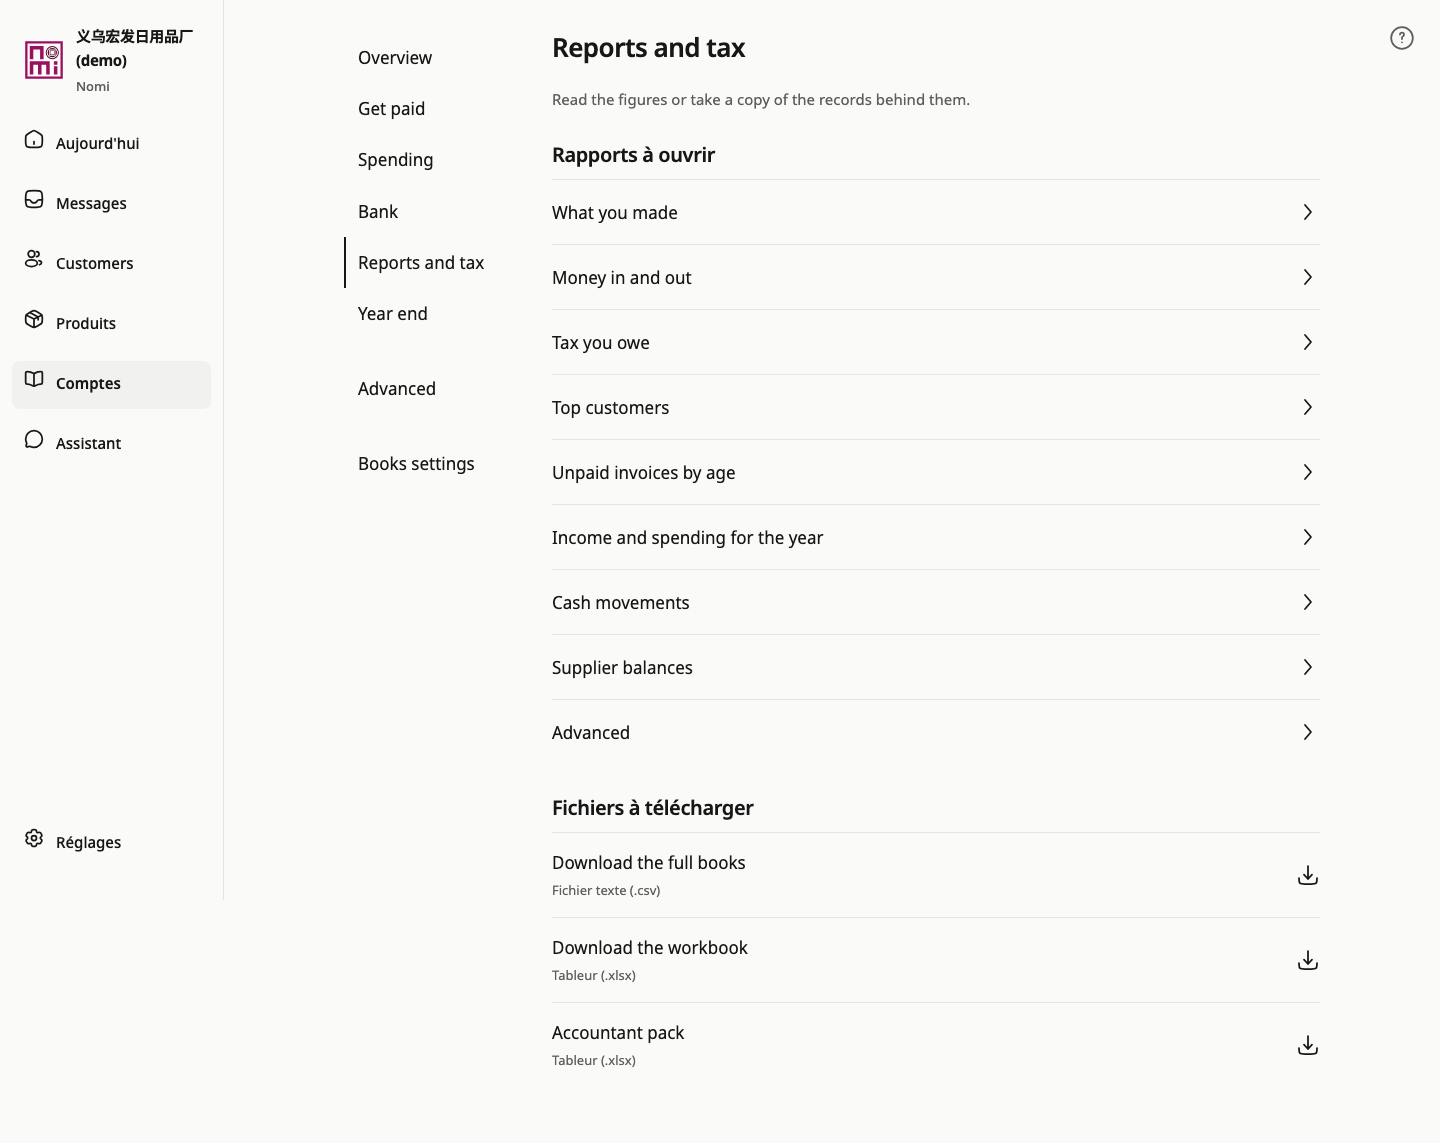 义乌宏发日用品厂
(demo)
Nomi
Aujourd'hui
Messages
Customers
Produits
Comptes
Assistant
Réglages
Overview
Get paid
Spending
Bank
Reports and tax
Year end
Advanced
Books settings
Reports and tax
Read the figures or take a copy of the records behind them.
Rapports à ouvrir
What you made
Money in and out
Tax you owe
Top customers
Unpaid invoices by age
Income and spending for the year
Cash movements
Supplier balances
Advanced
Fichiers à télécharger
Download the full books
Fichier texte (.csv)
Download the workbook
Tableur (.xlsx)
Accountant pack
Tableur (.xlsx)